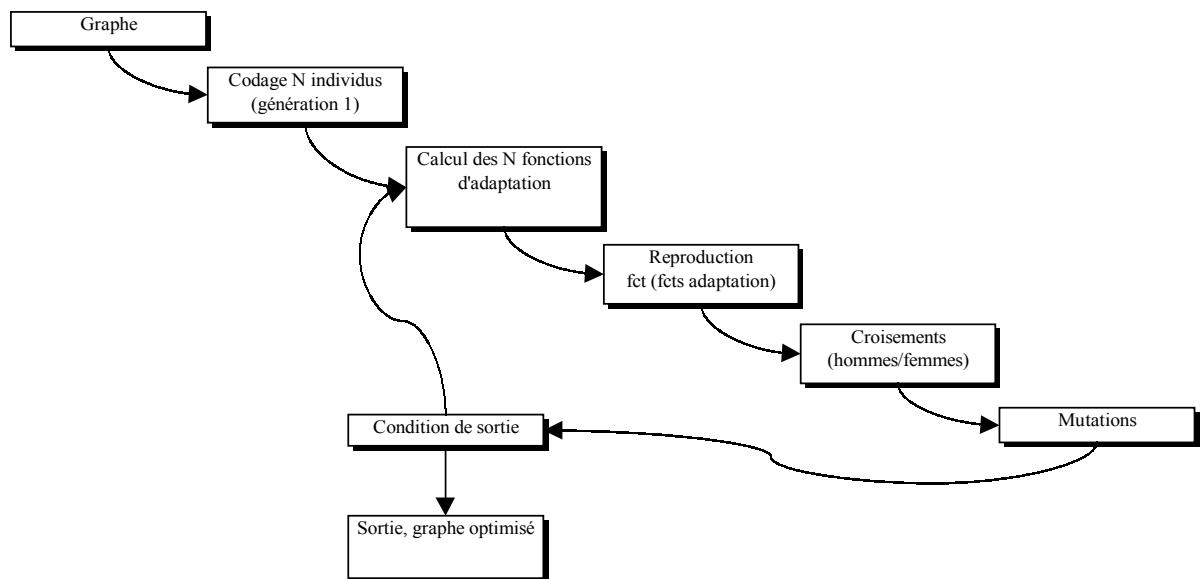 Graphe
Codage N individus
(génération 1)
Calcul des N fonctions
d'adaptation
Reproduction
fct (fcts adaptation)
Croisements
(hommes/femmes)
Mutations
Condition de sortie
Sortie, graphe optimisé